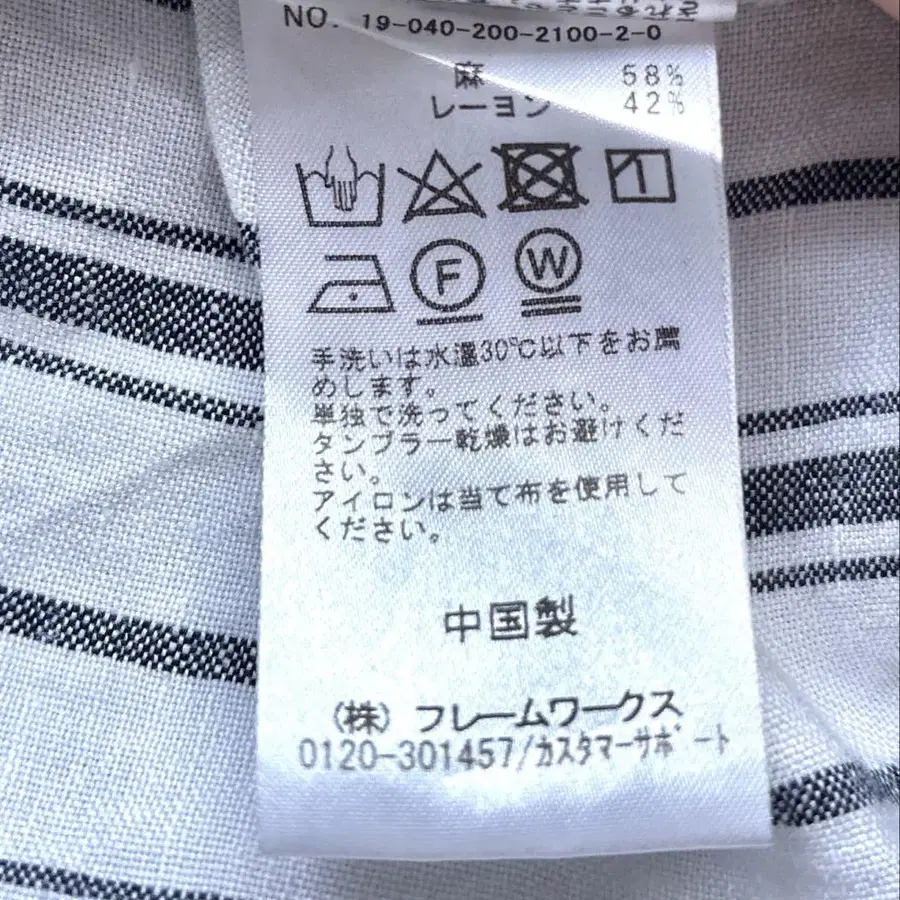 NO. 19-040-200-2100-2-0
麻 58%
レーヨン 42%
F W
手洗いは水温30℃以下をお薦
めします。
単独で洗ってください。
タンブラー乾燥はお避けくだ
さい。
アイロンは当て布を使用して
ください。
中国製
(株) フレームワークス
0120-301457/カスタマーサポート